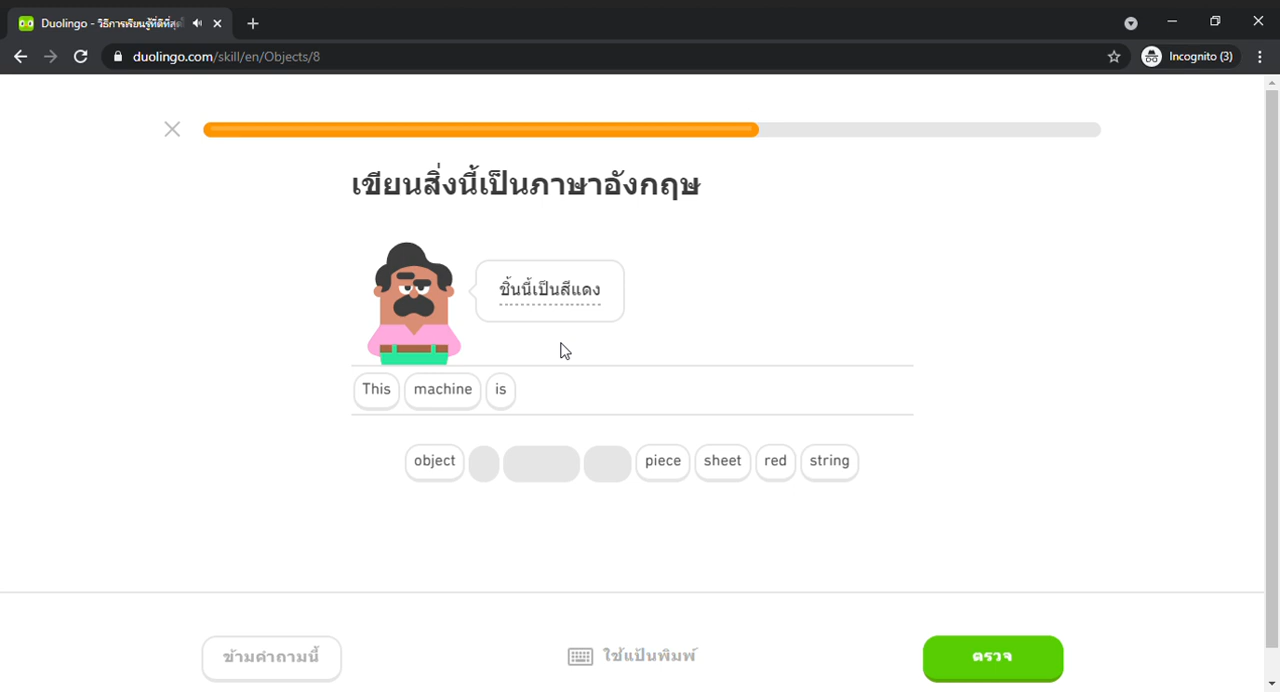 Duolingo - วิธีการเรียนรู้ที่ดีที่สุด
duolingo.com/skill/en/Objects/8
Incognito (3)
เขียนสิ่งนี้เป็นภาษาอังกฤษ
ชิ้นนี้เป็นสีแดง
This machine is
object piece sheet red string
ข้ามคำถามนี้ ใช้แป้นพิมพ์ ตรวจ